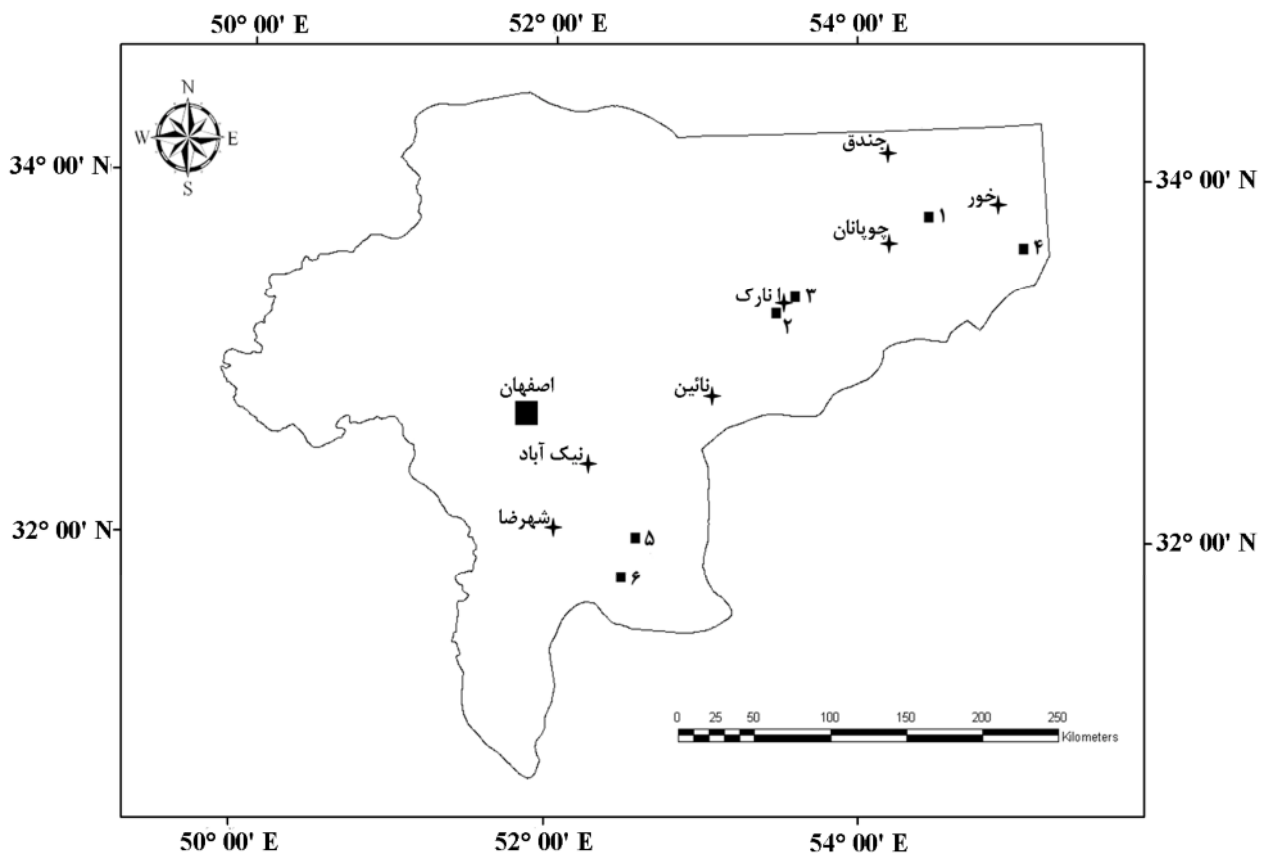 50° 00' E 52° 00' E 54° 00' E
N
W E
S
34° 00' N
34° 00' N
جندق
خور
۱
چوپانان
۴
انارک
۳
۲
نائین
اصفهان
نیک آباد
شهرضا
32° 00' N
۵
32° 00' N
۶
0 25 50 100 150 200 250
Kilometers
50° 00' E 52° 00' E 54° 00' E